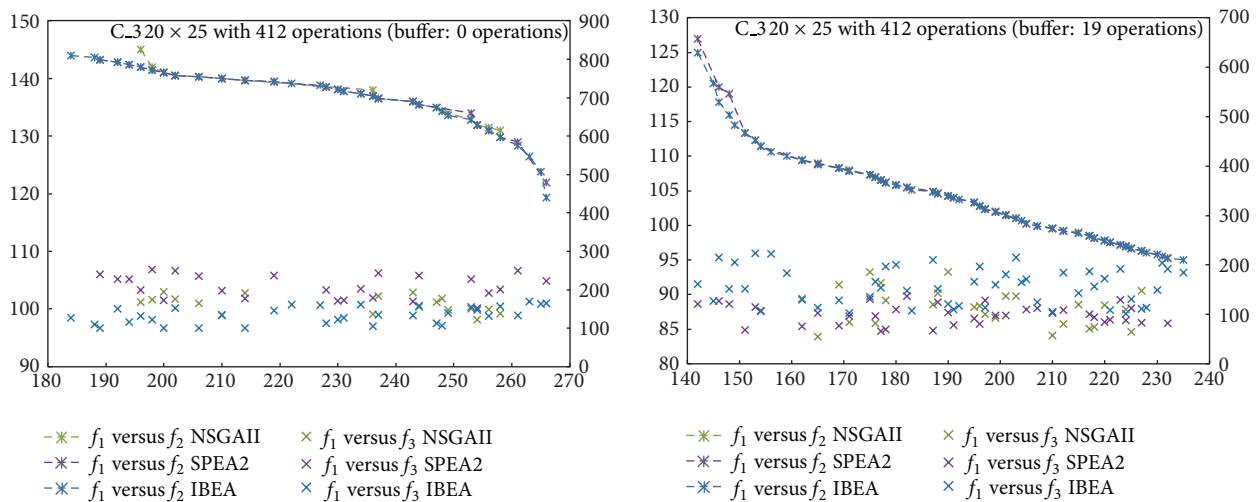 C_320 × 25 with 412 operations (buffer: 0 operations)
150
140
130
120
110
100
90
900
800
700
600
500
400
300
200
100
0
180 190 200 210 220 230 240 250 260 270
f1 versus f2 NSGAII
f1 versus f2 SPEA2
f1 versus f2 IBEA
f1 versus f3 NSGAII
f1 versus f3 SPEA2
f1 versus f3 IBEA
C_320 × 25 with 412 operations (buffer: 19 operations)
130
125
120
115
110
105
100
95
90
85
80
700
600
500
400
300
200
100
0
140 150 160 170 180 190 200 210 220 230 240
f1 versus f2 NSGAII
f1 versus f2 SPEA2
f1 versus f2 IBEA
f1 versus f3 NSGAII
f1 versus f3 SPEA2
f1 versus f3 IBEA